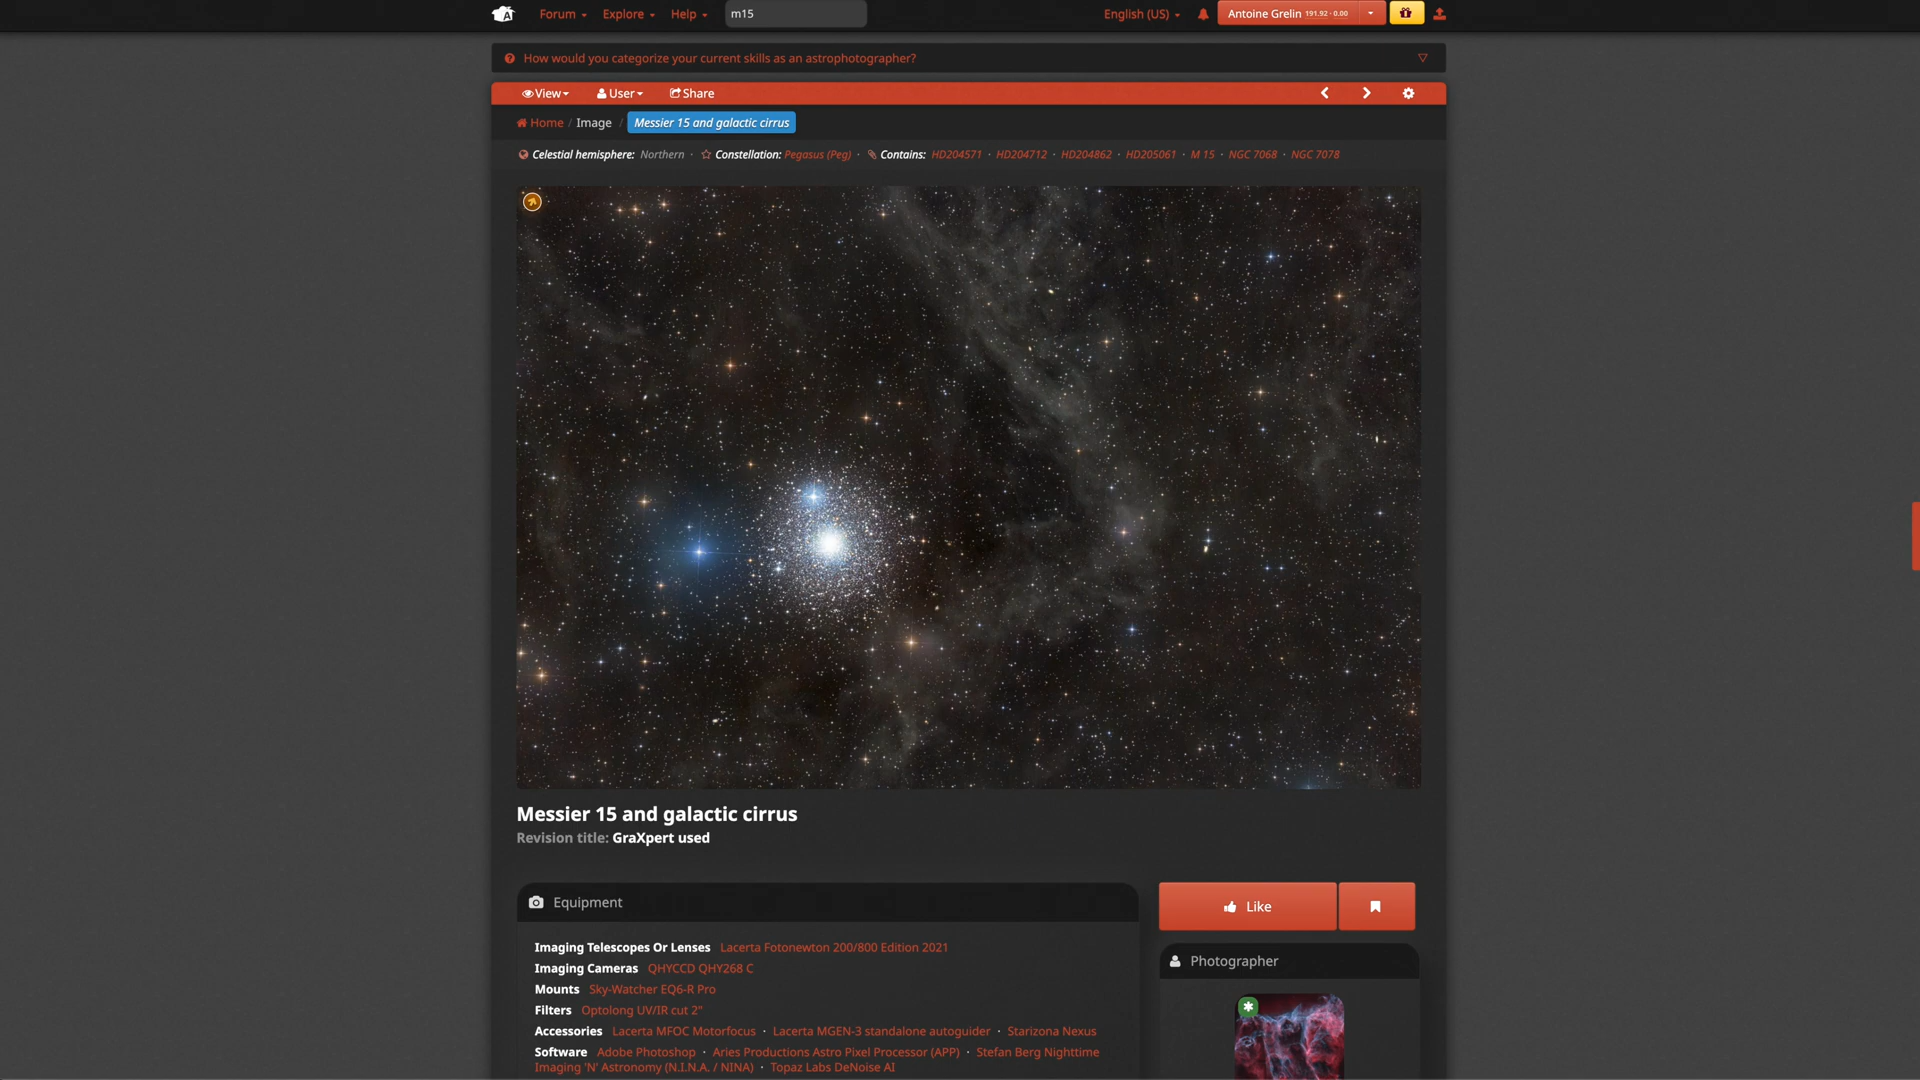 Forum Explore Help m15 English (US) Antoine Grelin 191.92 - 0.00
How would you categorize your current skills as an astrophotographer?
View User Share
Home / Image / Messier 15 and galactic cirrus
Celestial hemisphere: Northern · Constellation: Pegasus (Peg) · Contains: HD204571 · HD204712 · HD204862 · HD205061 · M 15 · NGC 7068 · NGC 7078
Messier 15 and galactic cirrus
Revision title: GraXpert used
Equipment
Like
Imaging Telescopes Or Lenses Lacerta Fotonewton 200/800 Edition 2021
Imaging Cameras QHYCCD QHY268 C
Mounts Sky-Watcher EQ6-R Pro
Filters Optolong UV/IR cut 2"
Accessories Lacerta MFOC Motorfocus · Lacerta MGEN-3 standalone autoguider · Starizona Nexus
Software Adobe Photoshop · Aries Productions Astro Pixel Processor (APP) · Stefan Berg Nighttime
Imaging 'N' Astronomy (N.I.N.A. / NINA) · Topaz Labs DeNoise AI
Photographer